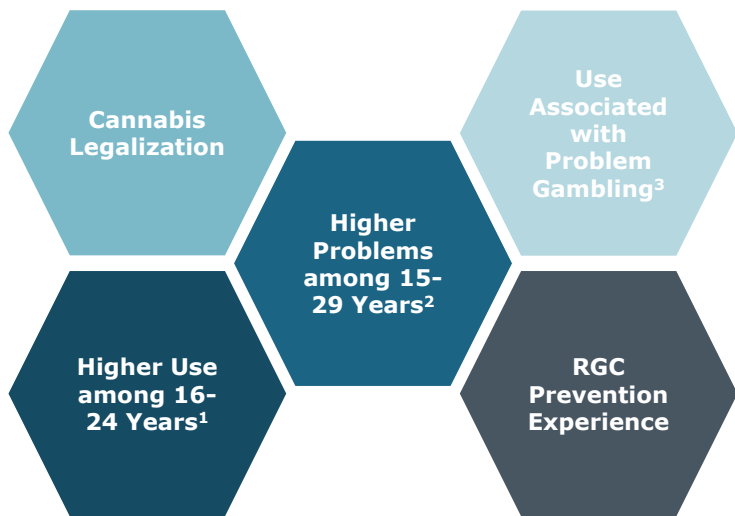 Cannabis
Legalization
Higher Use
among 16-
24 Years¹
Higher
Problems
among 15-
29 Years²
Use
Associated
with
Problem
Gambling³
RGC
Prevention
Experience